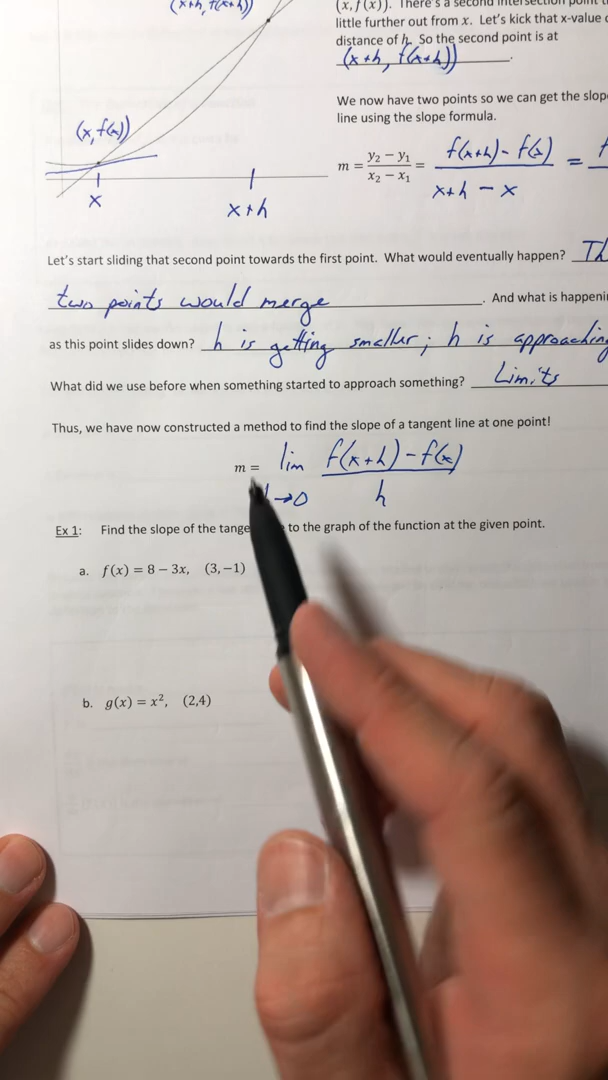 (x+h, f(x+h))
(x, f(x)). There's a second intersection point
little further out from x. Let's kick that x-value
distance of h. So the second point is at
(x+h, f(x+h)).
We now have two points so we can get the slop
line using the slope formula.
(x, f(x))
m = y₂ − y₁ / x₂ − x₁ = f(x+h) − f(x) / x+h − x =
x
x+h
Let's start sliding that second point towards the first point. What would eventually happen? Th
two points would merge. And what is happeni
as this point slides down? h is getting smaller; h is approaching
What did we use before when something started to approach something? Limits
Thus, we have now constructed a method to find the slope of a tangent line at one point!
m = lim f(x+h) − f(x) / h
→0
Ex 1: Find the slope of the tange to the graph of the function at the given point.
a. f(x) = 8 − 3x, (3, −1)
b. g(x) = x², (2,4)